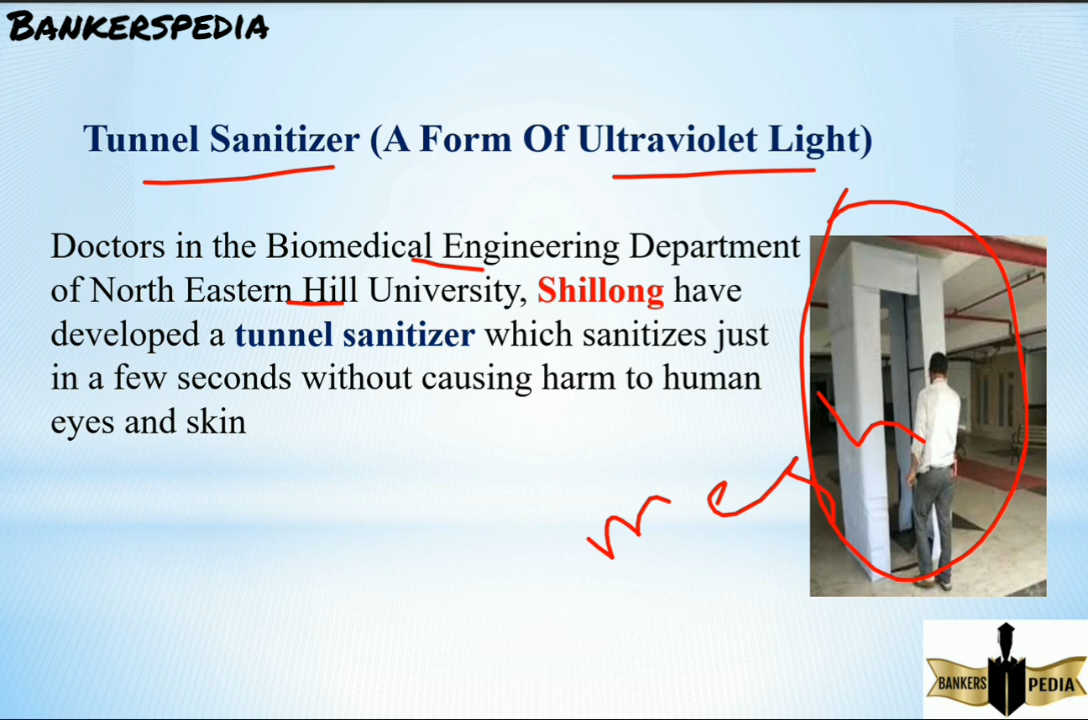 BANKERSPEDIA
Tunnel Sanitizer (A Form Of Ultraviolet Light)
Doctors in the Biomedical Engineering Department
of North Eastern Hill University, Shillong have
developed a tunnel sanitizer which sanitizes just
in a few seconds without causing harm to human
eyes and skin
BANKERS PEDIA